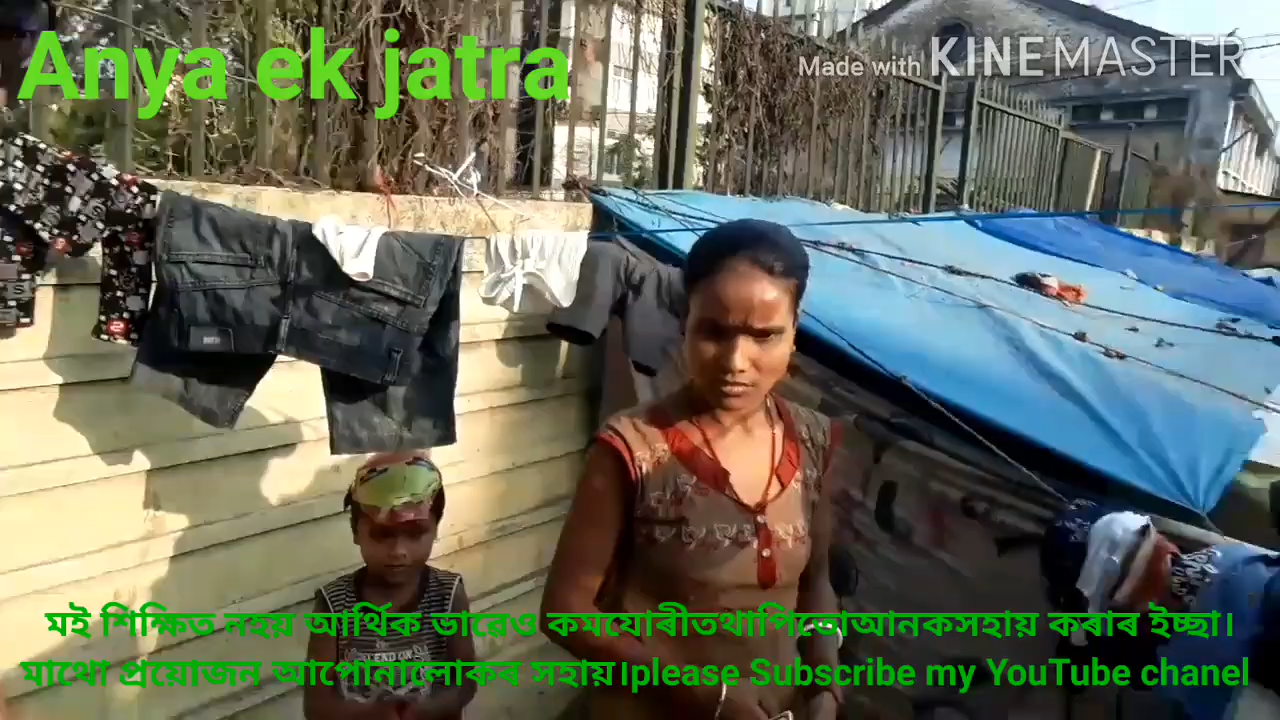 Anya ek jatra
Made with KINEMASTER
মই শিক্ষিত নহয় আৰ্থিক ভাৱেও কমযোৰীতথাপিতোআনকসহায় কৰাৰ ইচ্ছা।
মাথো প্ৰয়োজন আপোনালোকৰ সহায়।please Subscribe my YouTube chanel